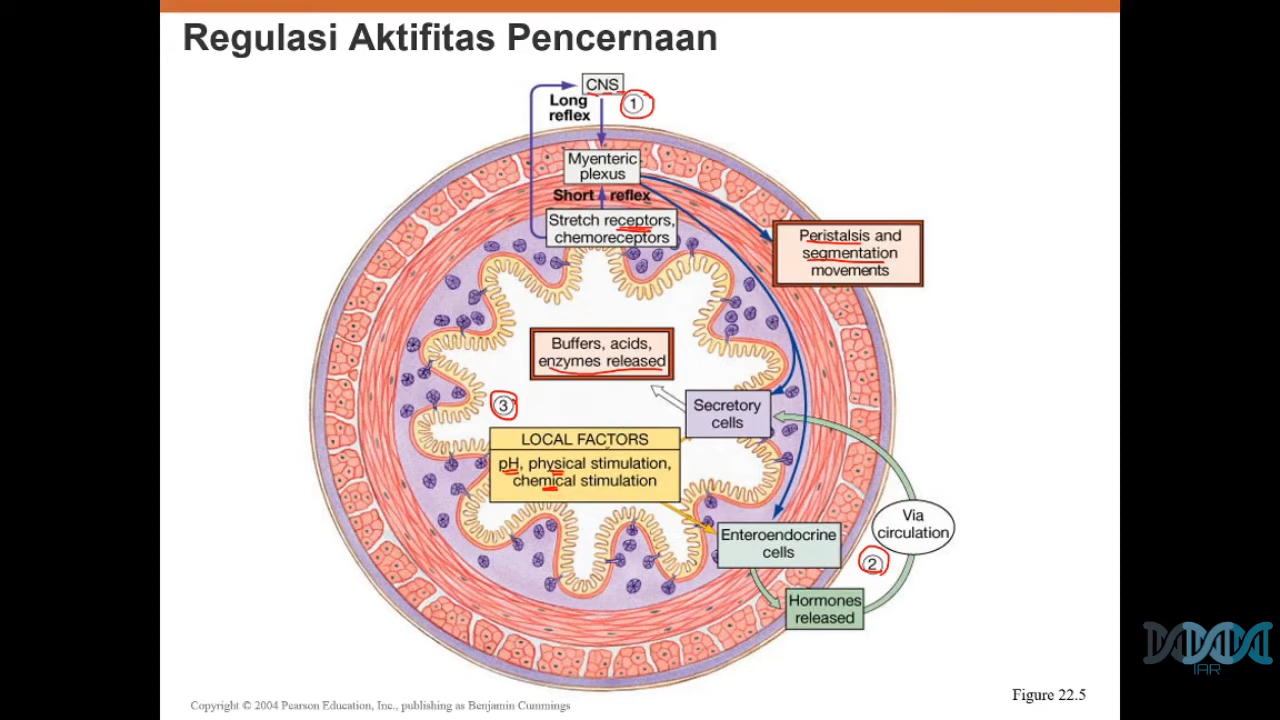 Regulasi Aktifitas Pencernaan
CNS
Long
reflex
1
Myenteric
plexus
Short reflex
Stretch receptors,
chemoreceptors
Peristalsis and
segmentation
movements
Buffers, acids,
enzymes released
3
Secretory
cells
LOCAL FACTORS
pH, physical stimulation,
chemical stimulation
Via
circulation
Enteroendocrine
cells
2
Hormones
released
Figure 22.5
Copyright © 2004 Pearson Education, Inc., publishing as Benjamin Cummings
IAR